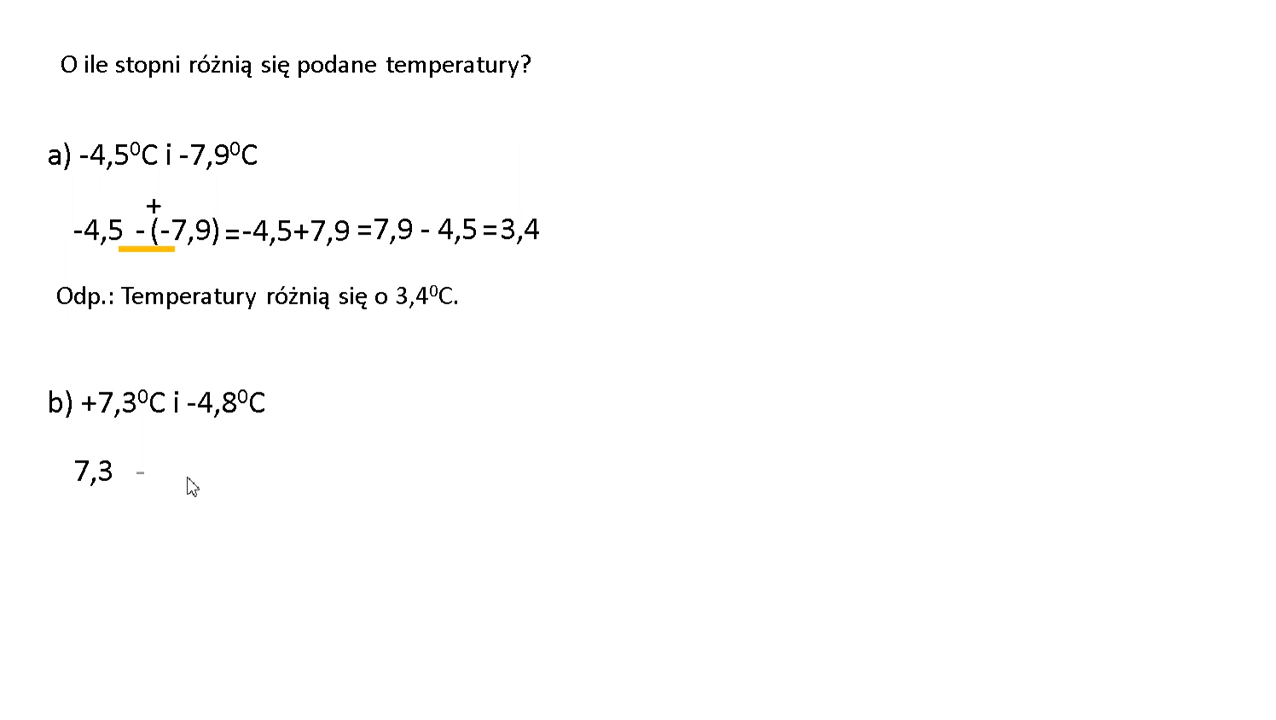 O ile stopni różnią się podane temperatury?
a) -4,5⁰C i -7,9⁰C
+
-4,5 - (-7,9) = -4,5+7,9 = 7,9 - 4,5 = 3,4
Odp.: Temperatury różnią się o 3,4⁰C.
b) +7,3⁰C i -4,8⁰C
7,3 -